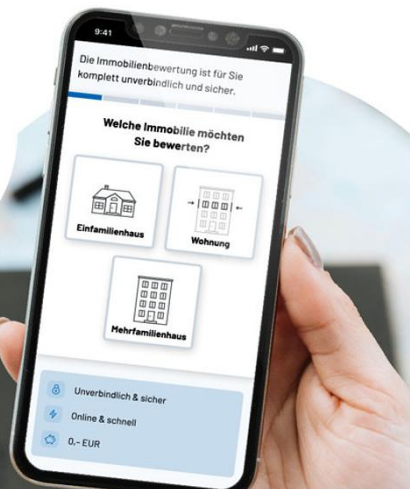 9:41
Die Immobilienbewertung ist für Sie
komplett unverbindlich und sicher.
Welche Immobilie möchten
Sie bewerten?
Einfamilienhaus
Wohnung
Mehrfamilienhaus
Unverbindlich & sicher
Online & schnell
0,- EUR